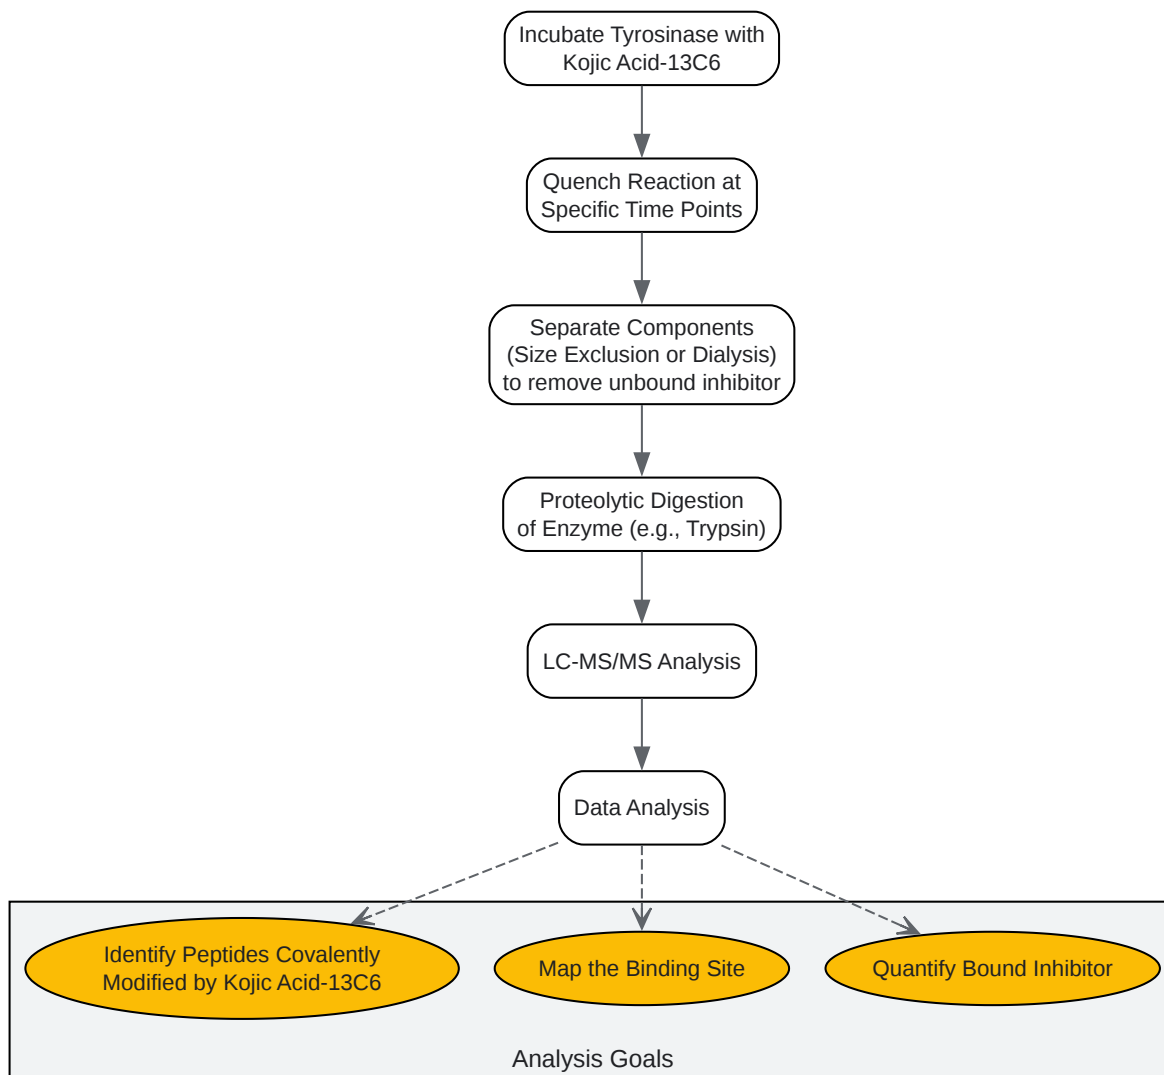 Incubate Tyrosinase with
Kojic Acid-13C6
Quench Reaction at
Specific Time Points
Separate Components
(Size Exclusion or Dialysis)
to remove unbound inhibitor
Proteolytic Digestion
of Enzyme (e.g., Trypsin)
LC-MS/MS Analysis
Data Analysis
Identify Peptides Covalently
Modified by Kojic Acid-13C6
Map the Binding Site
Quantify Bound Inhibitor
Analysis Goals